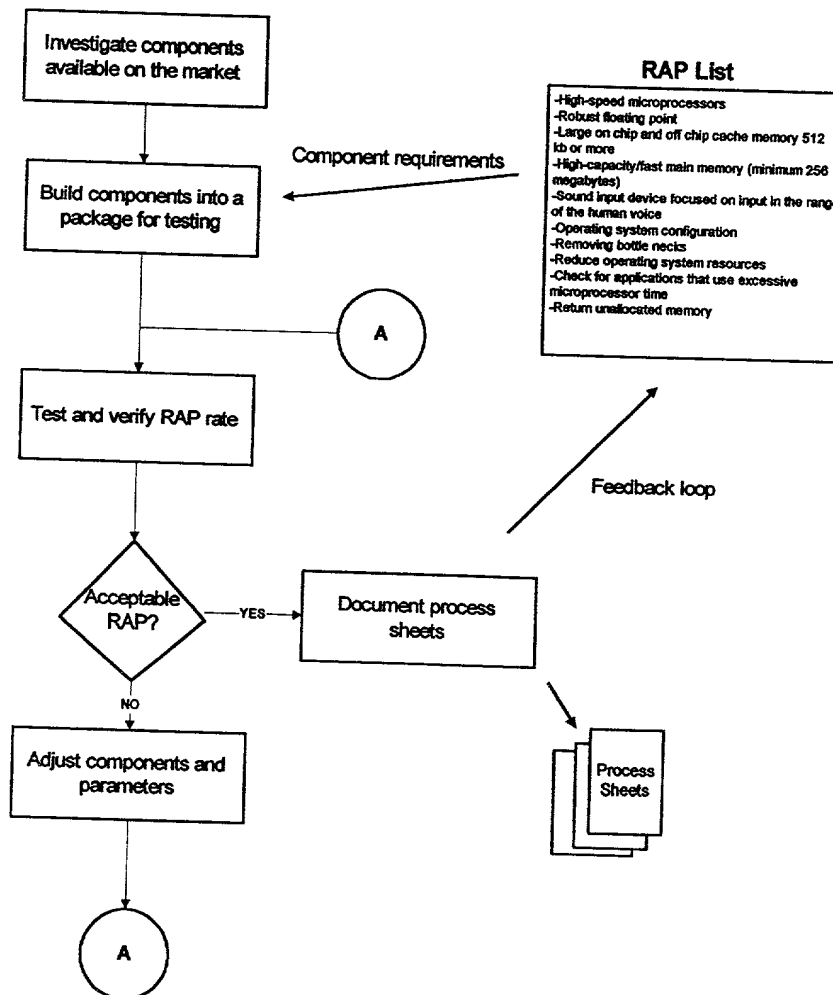 Investigate components
available on the market
RAP List
-High-speed microprocessors
-Robust floating point
-Large on chip and off chip cache memory 512
kb or more
-High-capacity/fast main memory (minimum 256
megabytes)
-Sound input device focused on input in the range
of the human voice
-Operating system configuration
-Removing bottle necks
-Reduce operating system resources
-Check for applications that use excessive
microprocessor time
-Return unallocated memory
Component requirements
Build components into a
package for testing
A
Test and verify RAP rate
Feedback loop
Acceptable
RAP?
YES
Document process
sheets
NO
Adjust components and
parameters
Process
Sheets
A